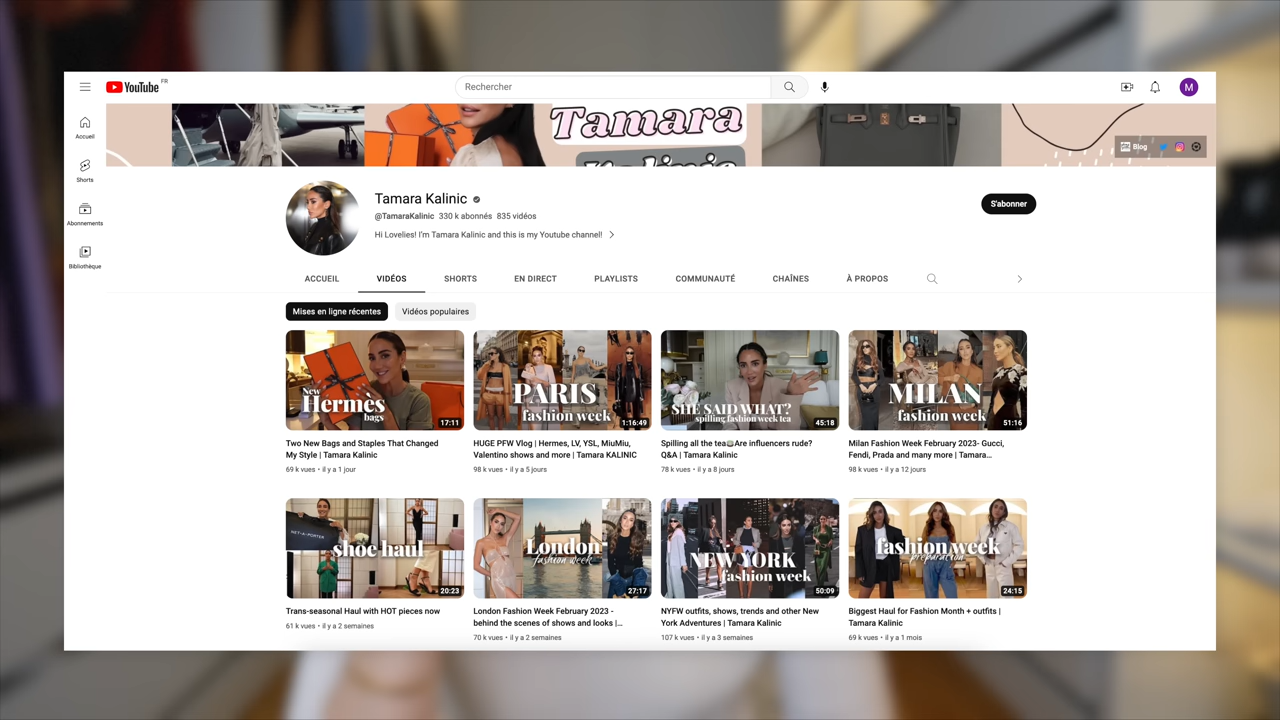 YouTube FR
Rechercher
M
Tamara
Kalinic
Blog
Accueil
Shorts
Abonnements
Bibliothèque
Tamara Kalinic
@TamaraKalinic 330 k abonnés 835 vidéos
Hi Lovelies! I'm Tamara Kalinic and this is my Youtube channel!
S'abonner
ACCUEIL VIDÉOS SHORTS EN DIRECT PLAYLISTS COMMUNAUTÉ CHAÎNES À PROPOS
Mises en ligne récentes Vidéos populaires
New
Hermès
bags
17:11
PARIS
fashion week
1:16:49
SHE SAID WHAT?
spilling fashion week tea
45:18
MILAN
fashion week
51:16
Two New Bags and Staples That Changed
My Style | Tamara Kalinic
69 k vues • il y a 1 jour
HUGE PFW Vlog | Hermes, LV, YSL, MiuMiu,
Valentino shows and more | Tamara KALINIC
98 k vues • il y a 5 jours
Spilling all the tea🍵Are influencers rude?
Q&A | Tamara Kalinic
78 k vues • il y a 8 jours
Milan Fashion Week February 2023- Gucci,
Fendi, Prada and many more | Tamara...
98 k vues • il y a 12 jours
NET-A-PORTER
shoe haul
20:23
London
fashion week
27:17
NEW YORK
fashion week
50:09
fashion week
preparation
24:15
Trans-seasonal Haul with HOT pieces now
61 k vues • il y a 2 semaines
London Fashion Week February 2023 -
behind the scenes of shows and looks |...
70 k vues • il y a 2 semaines
NYFW outfits, shows, trends and other New
York Adventures | Tamara Kalinic
107 k vues • il y a 3 semaines
Biggest Haul for Fashion Month + outfits |
Tamara Kalinic
69 k vues • il y a 1 mois